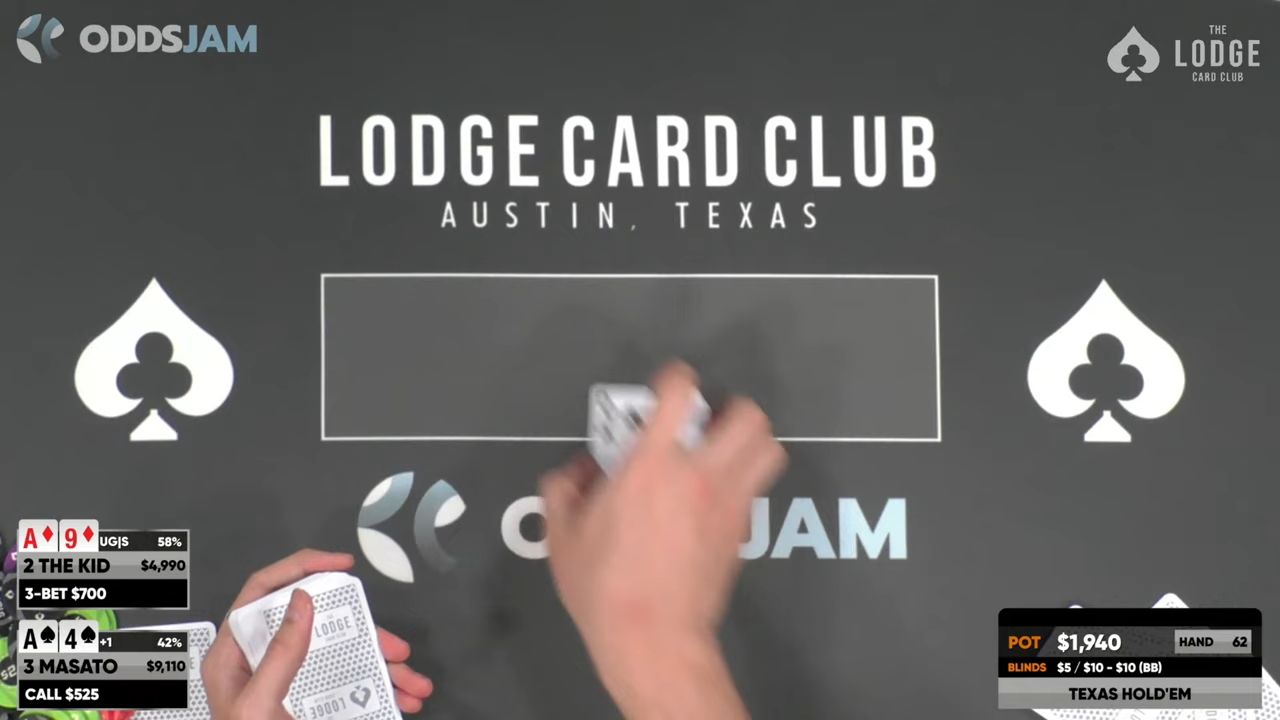 ODDSJAM
THE
LODGE
CARD CLUB
LODGE CARD CLUB
AUSTIN, TEXAS
JAM
A♦ 9♦ UG|S 58%
2 THE KID $4,990
3-BET $700
A♠ 4♠ +1 42%
3 MASATO $9,110
CALL $525
THE
LODGE
LODGE
POT $1,940 HAND 62
BLINDS $5 / $10 - $10 (BB)
TEXAS HOLD'EM